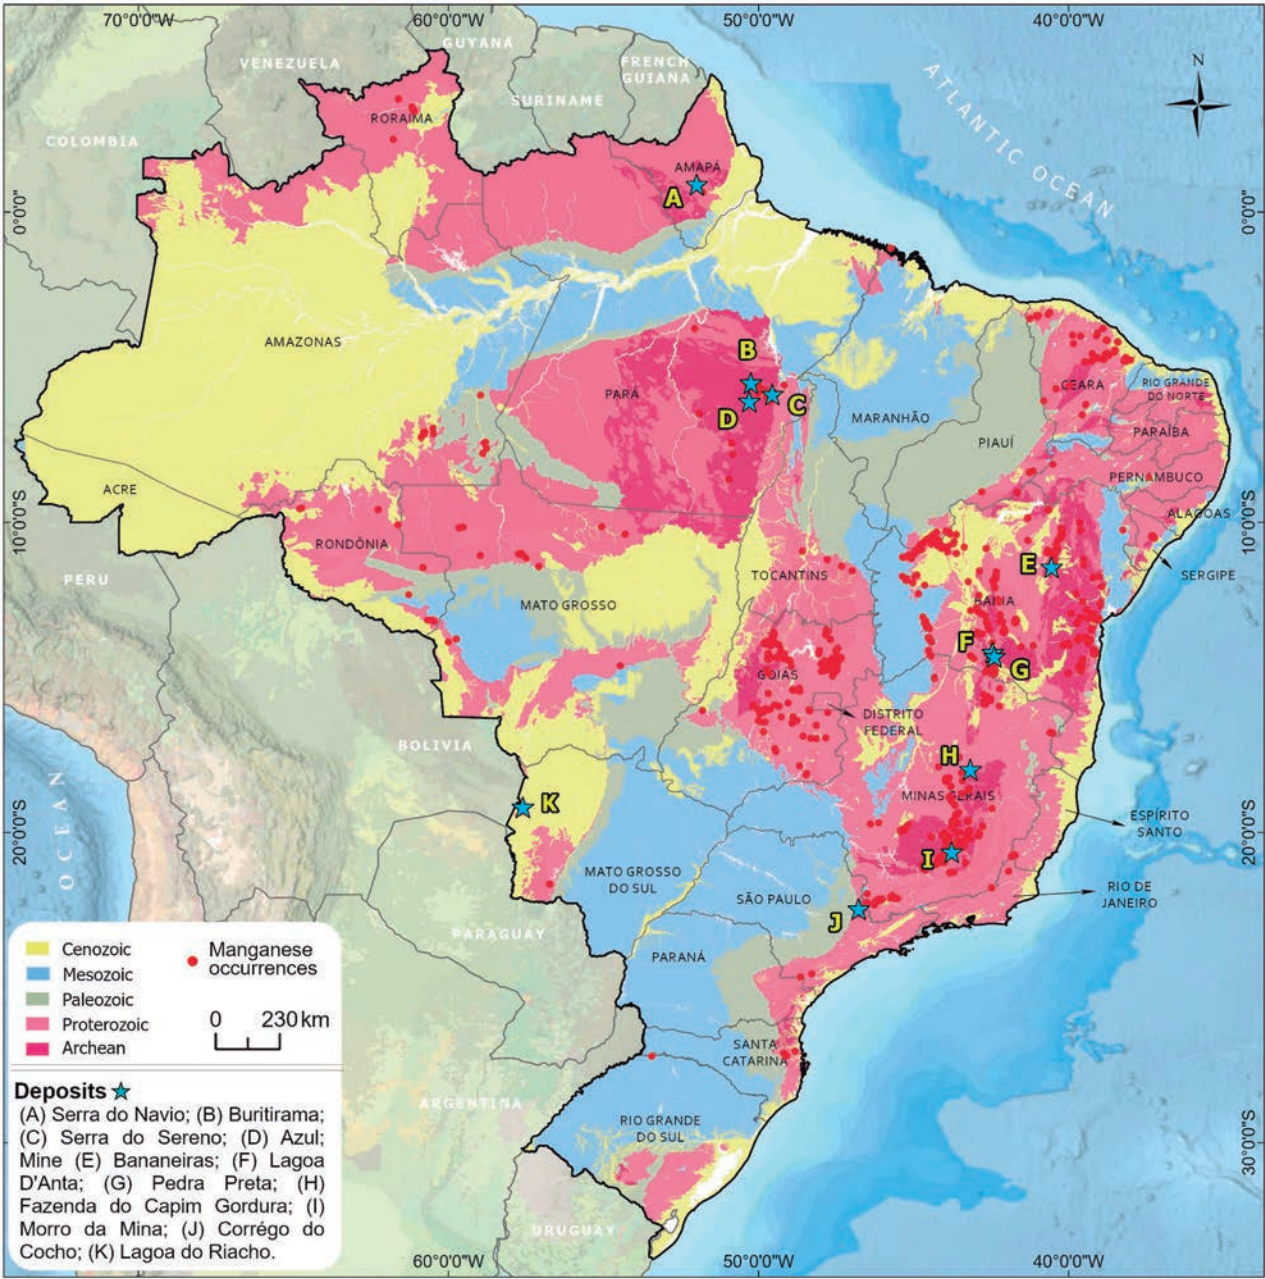 70°0'0"W 60°0'0"W 50°0'0"W 40°0'0"W
GUYANA
VENEZUELA
FRENCH
GUIANA
SURINAME
ATLANTIC OCEAN
N
COLOMBIA
RORAIMA
AMAPÁ
A
0°0'0"
0°0'0"
AMAZONAS
B
PARÁ
C
D
MARANHÃO
CEARA
RIO GRANDE
DO NORTE
PIAUÍ
PARAÍBA
PERNAMBUCO
ACRE
ALAGOAS
10°0'0"S
10°0'0"S
RONDÔNIA
PERU
TOCANTINS
E
SERGIPE
MATO GROSSO
BAHIA
F
G
GOIAS
DISTRITO
FEDERAL
BOLIVIA
H
MINAS GERAIS
K
ESPÍRITO
SANTO
OCEAN
20°0'0"S
20°0'0"S
I
MATO GROSSO
DO SUL
SÃO PAULO
RIO DE
JANEIRO
J
PARAGUAY
PARANÁ
SANTA
CATARINA
ARGENTINA
RIO GRANDE
DO SUL
30°0'0"S
URUGUAY
Cenozoic
Mesozoic
Paleozoic
Proterozoic
Archean
Manganese
occurrences
0 230 km
Deposits
(A) Serra do Navio; (B) Buritirama;
(C) Serra do Sereno; (D) Azul;
Mine (E) Bananeiras; (F) Lagoa
D'Anta; (G) Pedra Preta; (H)
Fazenda do Capim Gordura; (I)
Morro da Mina; (J) Corrégo do
Cocho; (K) Lagoa do Riacho.
60°0'0"W 50°0'0"W 40°0'0"W